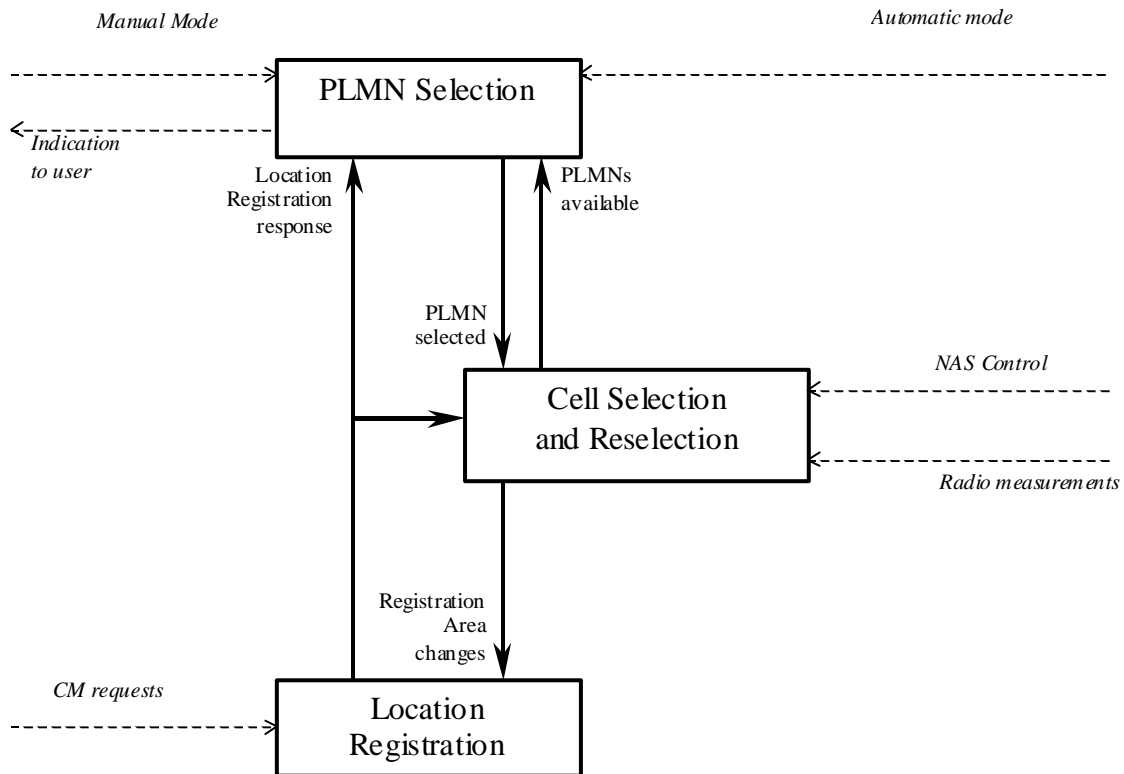 Manual Mode
Automatic mode
PLMN Selection
Indication
to user
Location
Registration
response
PLMNs
available
PLMN
selected
NAS Control
Cell Selection
and Reselection
Radio measurements
Registration
Area
changes
CM requests
Location
Registration